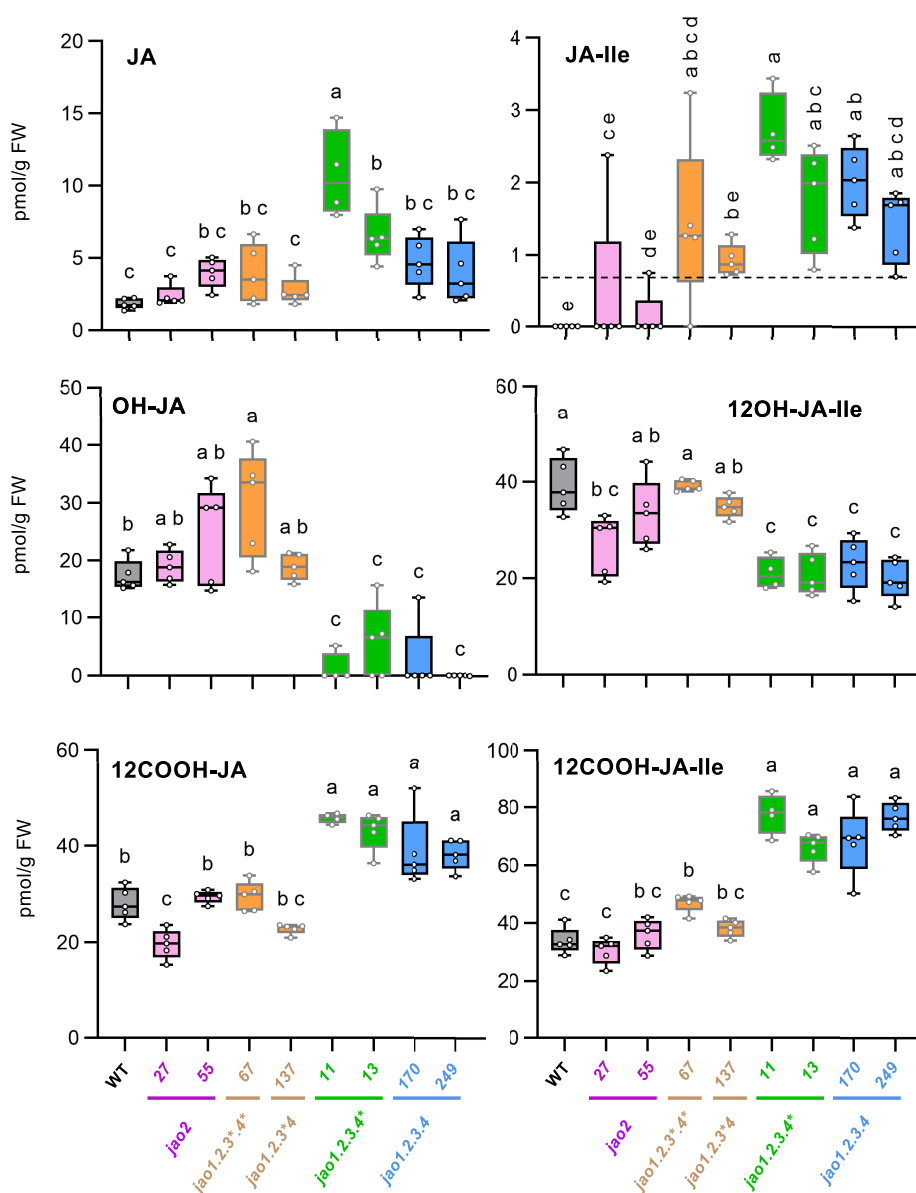 JA
pmol/g FW
20
15
10
5
0
c
c
b c
b c
c
a
b
b c
b c
JA-Ile
4
3
2
1
0
e
c e
d e
a b c d
b e
a
a b c
a b
a b c d
OH-JA
50
40
30
20
10
0
b
a b
a b
a
a b
c
c
c
c
12OH-JA-Ile
60
40
20
0
a
b c
a b
a
a b
c
c
c
c
12COOH-JA
pmol/g FW
60
40
20
0
b
c
b
b
b c
a
a
a
a
12COOH-JA-Ile
100
80
60
40
20
0
c
c
b c
b
b c
a
a
a
a
WT
27
55
67
137
11
13
170
249
jao2
jao1.2.3*.4*
jao1.2.3*4
jao1.2.3.4*
jao1.2.3.4
WT
27
55
67
137
11
13
170
249
jao2
jao1.2.3*.4*
jao1.2.3*4
jao1.2.3.4*
jao1.2.3.4